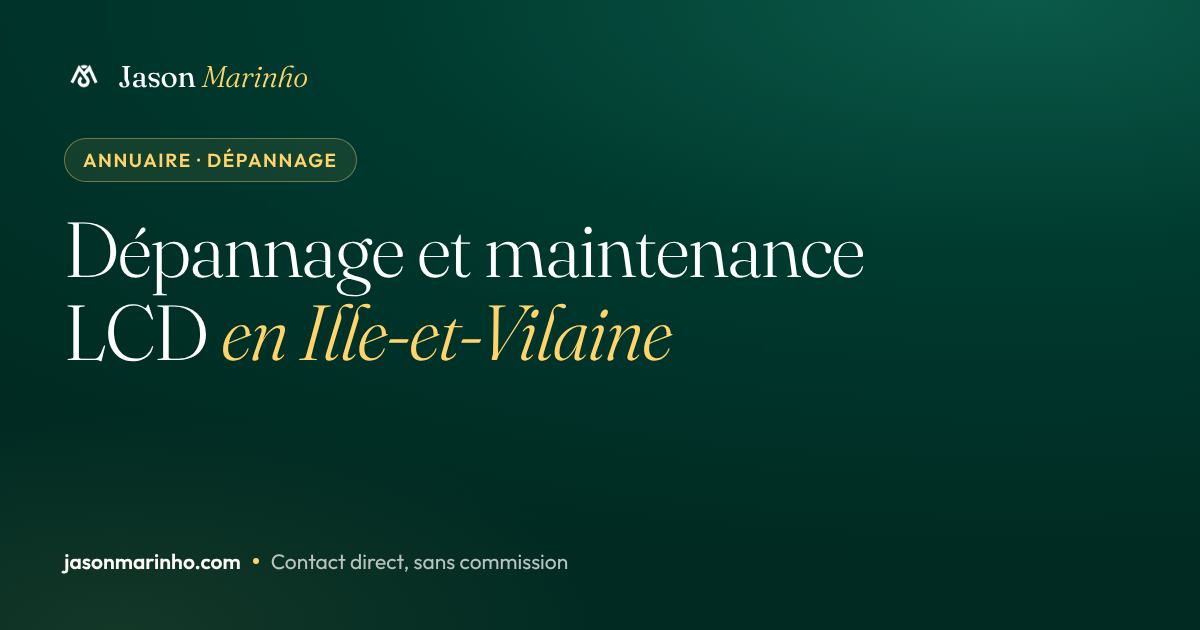 Jason Marinho
ANNUAIRE · DÉPANNAGE
Dépannage et maintenance
LCD en Ille-et-Vilaine
jasonmarinho.com • Contact direct, sans commission